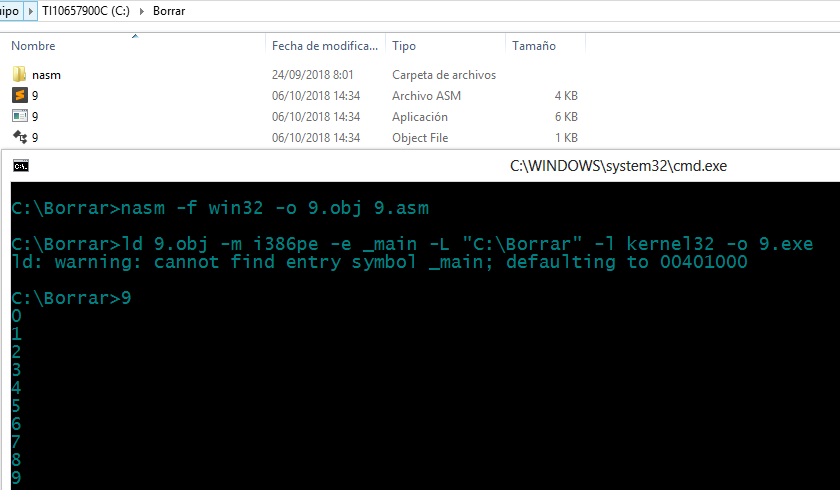 uipo TI10657900C (C:) Borrar
Nombre Fecha de modifica... Tipo Tamaño
nasm 24/09/2018 8:01 Carpeta de archivos
9 06/10/2018 14:34 Archivo ASM 4 KB
9 06/10/2018 14:34 Aplicación 6 KB
9 06/10/2018 14:34 Object File 1 KB
C:\WINDOWS\system32\cmd.exe
C:\Borrar>nasm -f win32 -o 9.obj 9.asm
C:\Borrar>ld 9.obj -m i386pe -e _main -L "C:\Borrar" -l kernel32 -o 9.exe
ld: warning: cannot find entry symbol _main; defaulting to 00401000
C:\Borrar>9
0
1
2
3
4
5
6
7
8
9